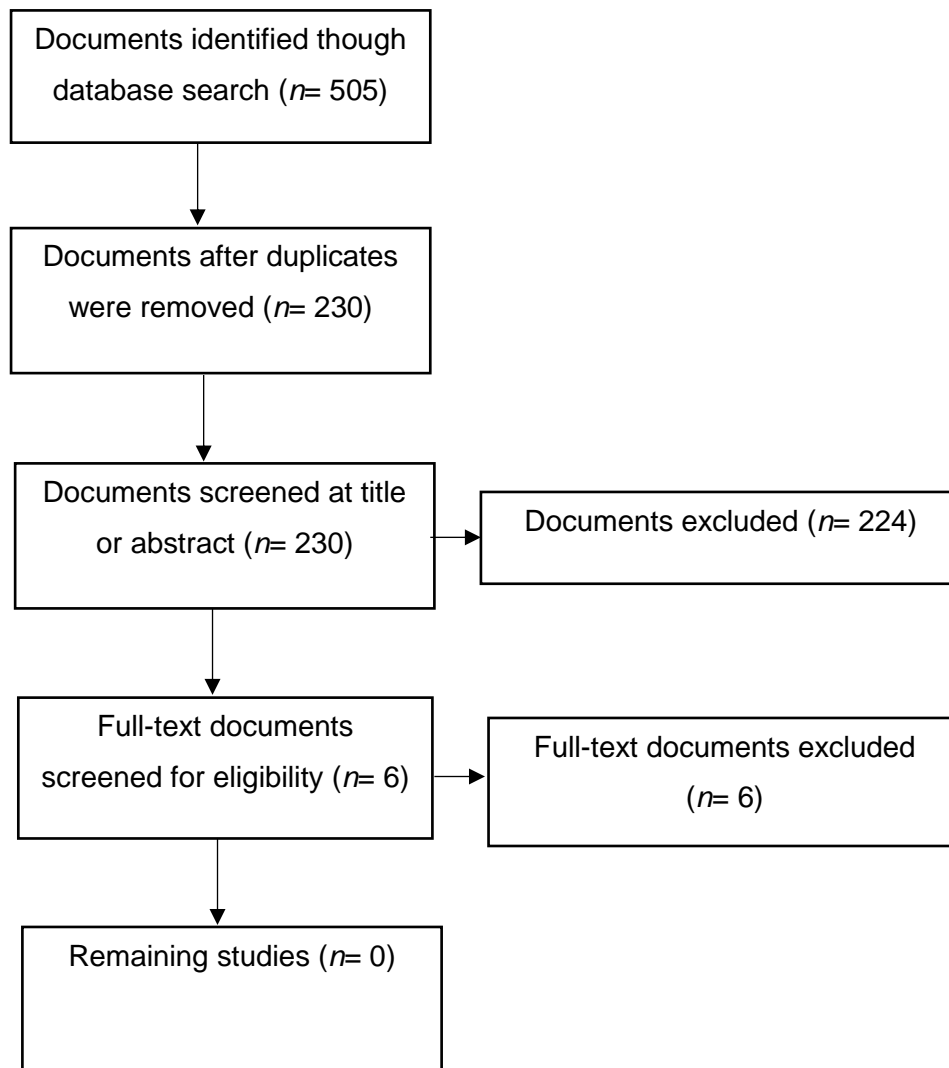 Documents identified though
database search (n= 505)
Documents after duplicates
were removed (n= 230)
Documents screened at title
or abstract (n= 230)
Documents excluded (n= 224)
Full-text documents
screened for eligibility (n= 6)
Full-text documents excluded
(n= 6)
Remaining studies (n= 0)